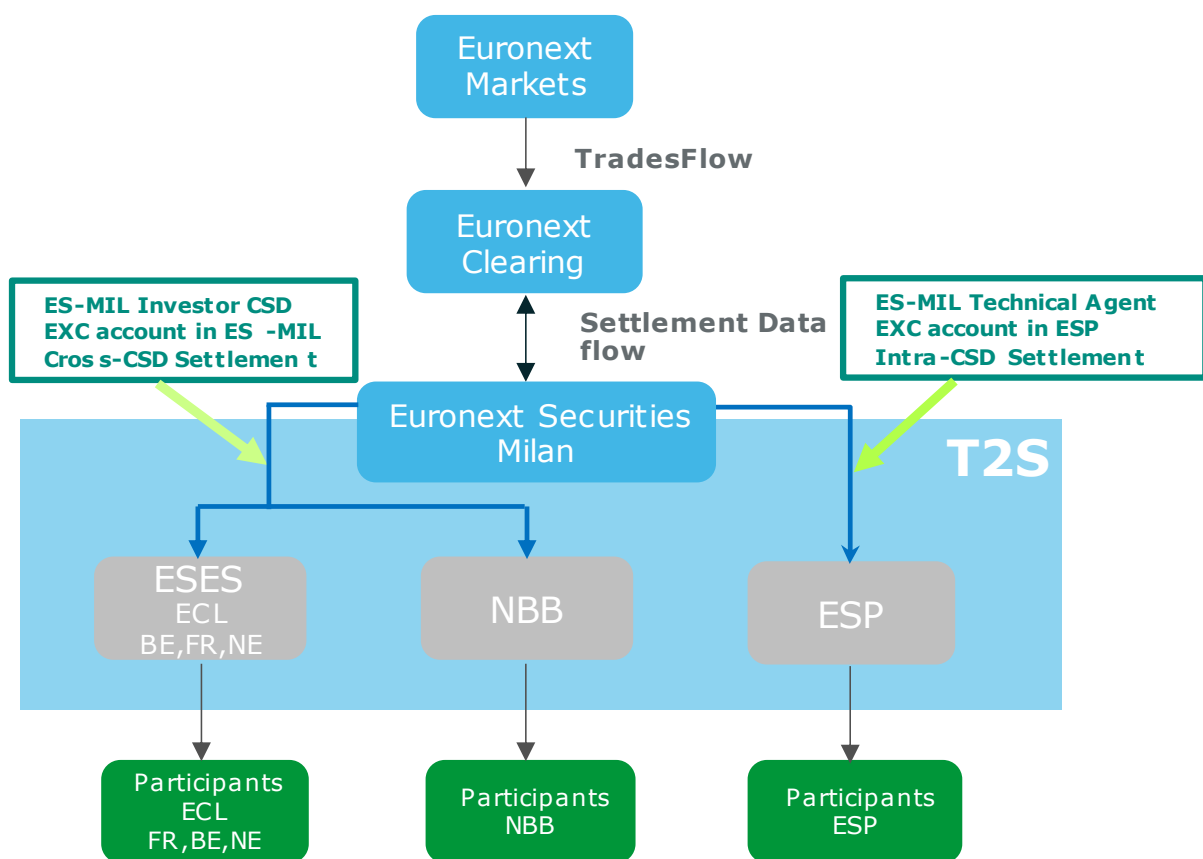 Euronext
Markets
TradesFlow
Euronext
Clearing
ES-MIL Investor CSD
EXC account in ES -MIL
Cross-CSD Settlement
Settlement Data
flow
ES-MIL Technical Agent
EXC account in ESP
Intra-CSD Settlement
Euronext Securities
Milan
T2S
ESES
ECL
BE,FR,NE
NBB
ESP
Participants
ECL
FR,BE,NE
Participants
NBB
Participants
ESP